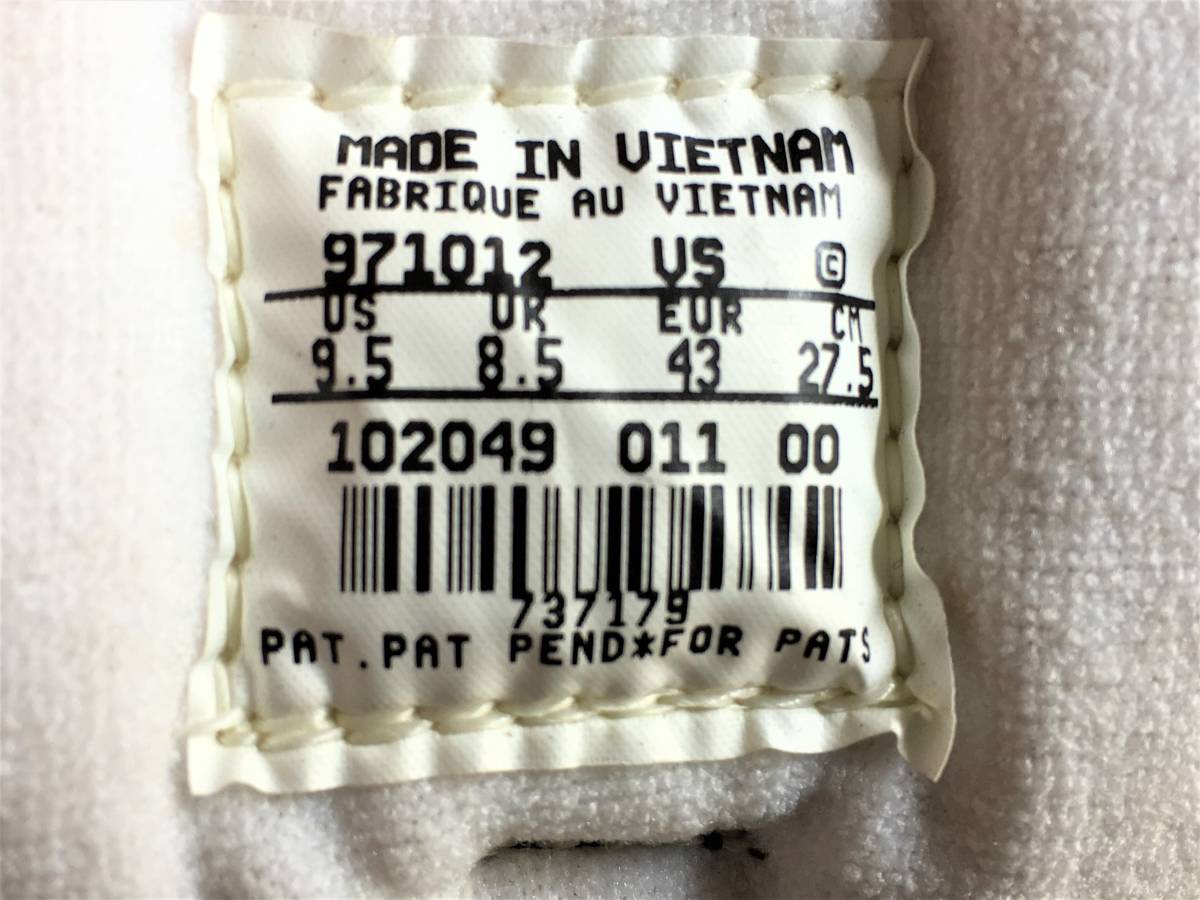 MADE IN VIETNAM
FABRIQUE AU VIETNAM
971012 VS ©
US UK EUR CM
9.5 8.5 43 27.5
102049 011 00
737179
PAT.PAT PEND*FOR PATS